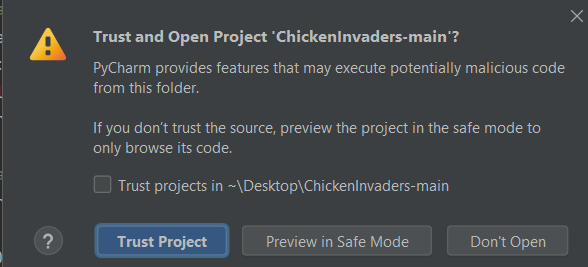 Trust and Open Project 'ChickenInvaders-main'?
PyCharm provides features that may execute potentially malicious code
from this folder.
If you don't trust the source, preview the project in the safe mode to
only browse its code.
Trust projects in ~\Desktop\ChickenInvaders-main
?
Trust Project
Preview in Safe Mode
Don't Open